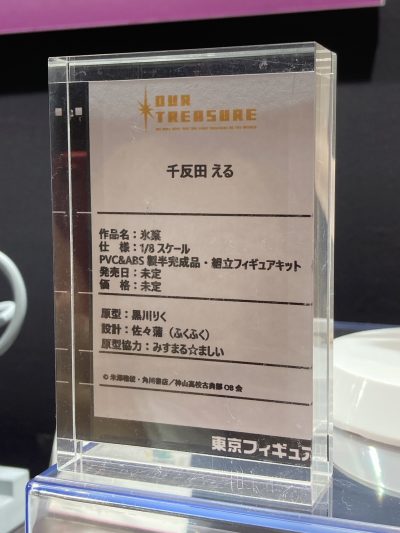 OUR
TREASURE
千反田 える
作品名：氷菓
仕　様：1/8 スケール
PVC&ABS 製半完成品・組立フィギュアキット
発売日：未定
価　格：未定
原型：黒川りく
設計：佐々蒲（ふくふく）
原型協力：みすまる☆ましい
© 米澤穂信・角川書店／神山高校古典部OB会
東京フィギュア